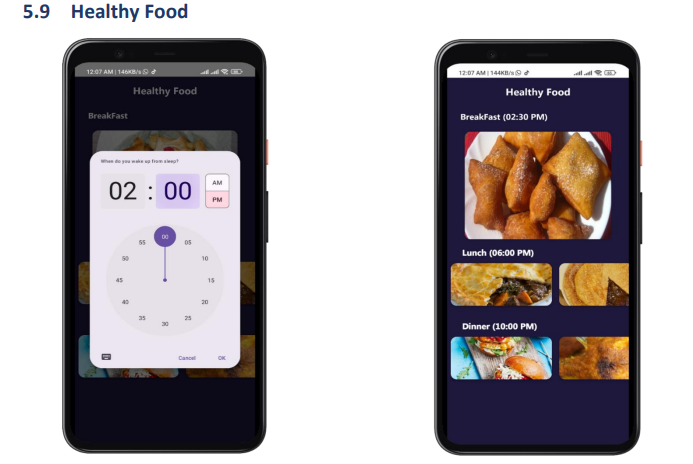 5.9 Healthy Food
12:07 AM | 146KB/s
Healthy Food
BreakFast
When do you wake up from sleep?
02 : 00
AM
PM
00
05
10
15
20
25
30
35
40
45
50
55
Cancel OK
12:07 AM | 144KB/s
Healthy Food
BreakFast (02:30 PM)
Lunch (06:00 PM)
Dinner (10:00 PM)